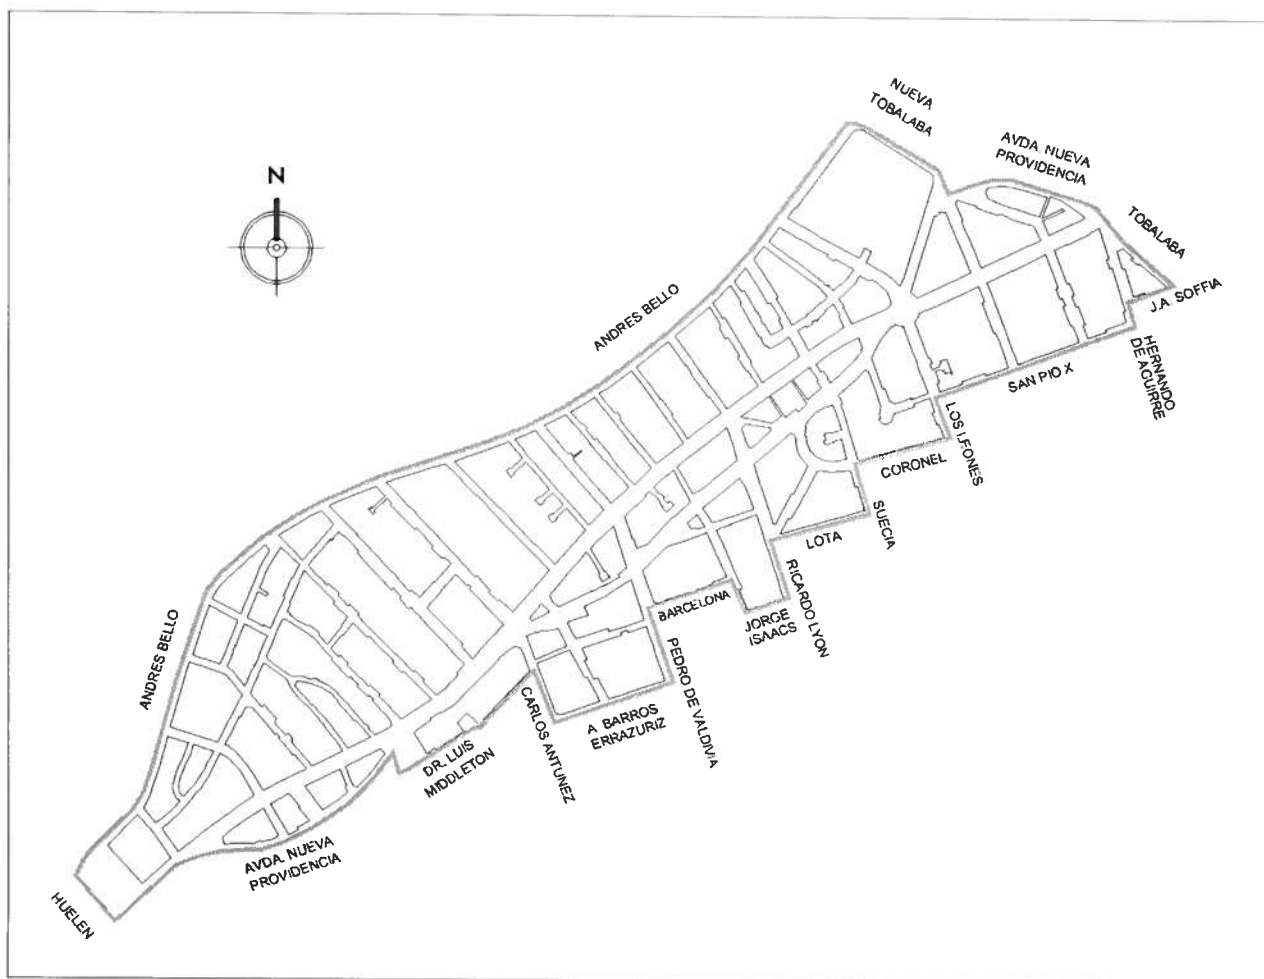 NUEVA
TOBALABA
AVDA. NUEVA
PROVIDENCIA
TOBALABA
N
J.A. SOFFIA
ANDRES BELLO
HERNANDO
DE AGUIRRE
SAN PIO X
LOS LEONES
CORONEL
SUECIA
LOTA
RICARDO LYON
BARCELONA
JORGE
ISAACS
ANDRES BELLO
PEDRO DE VALDIVIA
CARLOS ANTUNEZ
A BARROS
ERRAZURIZ
DR. LUIS
MIDDLETON
AVDA. NUEVA
PROVIDENCIA
HUELEN